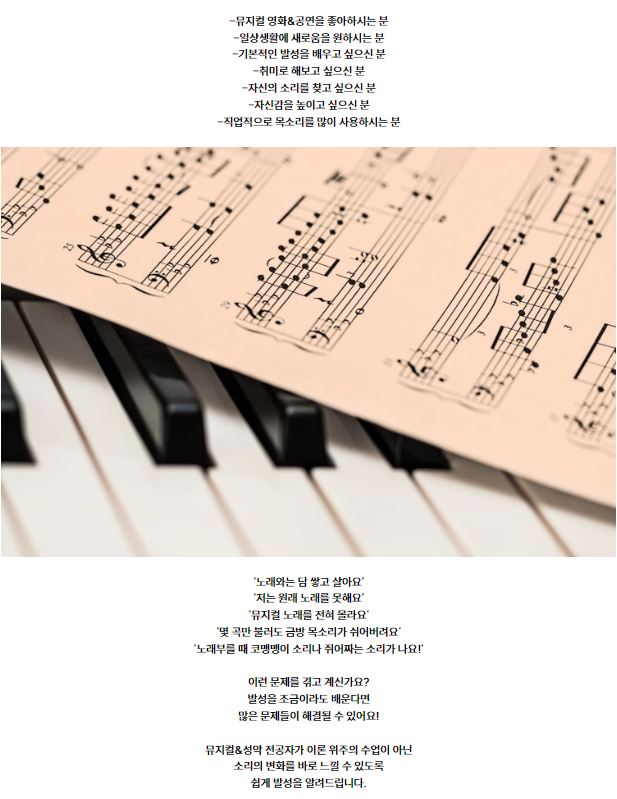 -뮤지컬 영화&공연을 좋아하시는 분
-일상생활에 새로움을 원하시는 분
-기본적인 발성을 배우고 싶으신 분
-취미로 해보고 싶으신 분
-자신의 소리를 찾고 싶으신 분
-자신감을 높이고 싶으신 분
-직업적으로 목소리를 많이 사용하시는 분
25
29
31
3
3
3
3
'노래와는 담 쌓고 살아요'
'저는 원래 노래를 못해요'
'뮤지컬 노래를 전혀 몰라요'
'몇 곡만 불러도 금방 목소리가 쉬어버려요'
'노래부를 때 코맹맹이 소리나 쥐어짜는 소리가 나요!'
이런 문제를 겪고 계신가요?
발성을 조금이라도 배운다면
많은 문제들이 해결될 수 있어요!
뮤지컬&성악 전공자가 이론 위주의 수업이 아닌
소리의 변화를 바로 느낄 수 있도록
쉽게 발성을 알려드립니다.